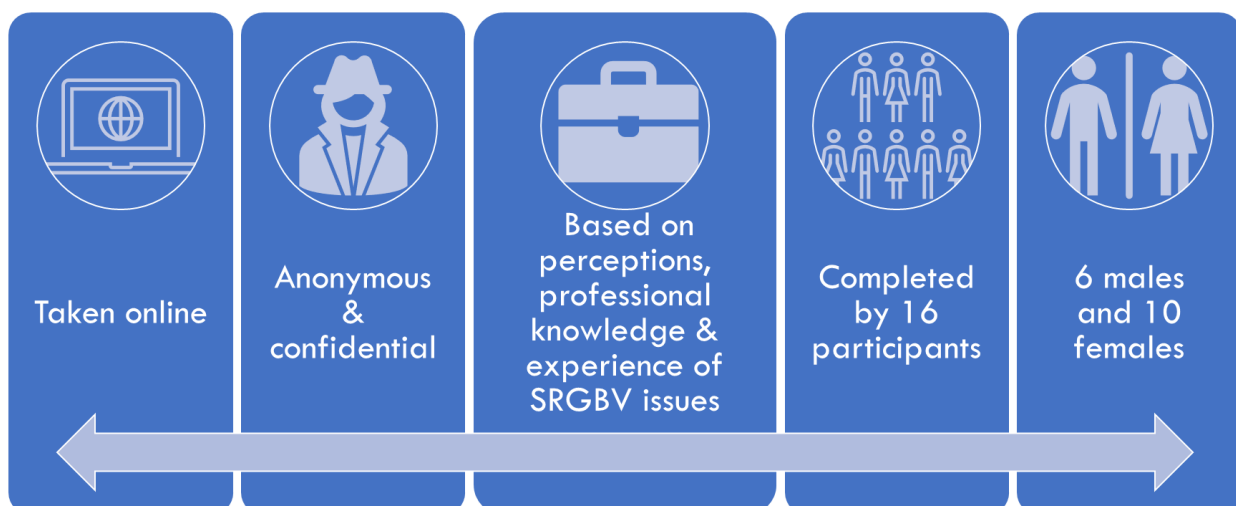 Taken online
Anonymous
&
confidential
Based on
perceptions,
professional
knowledge &
experience of
SRGBV issues
Completed
by 16
participants
6 males
and 10
females